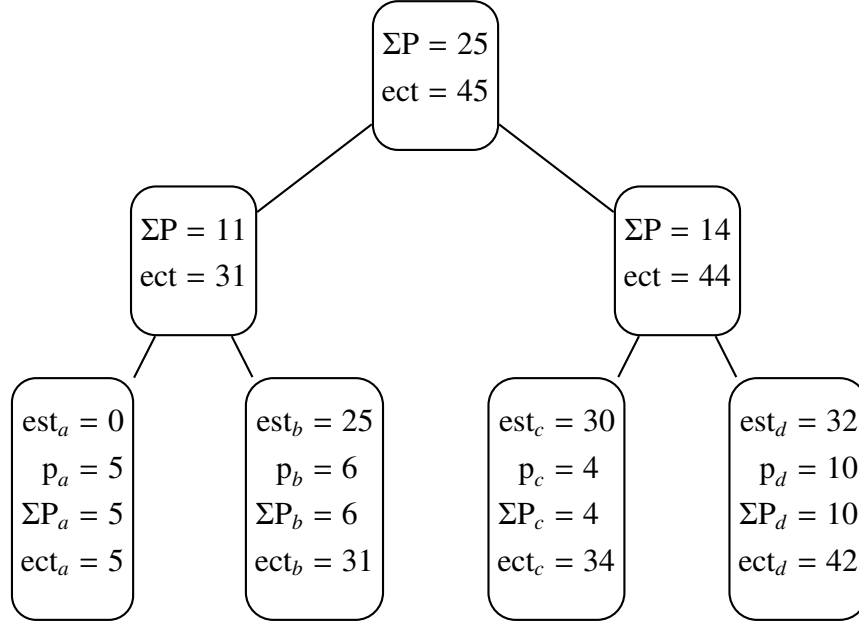 ΣP = 25
ect = 45
ΣP = 11
ect = 31
ΣP = 14
ect = 44
est_a = 0
p_a = 5
ΣP_a = 5
ect_a = 5
est_b = 25
p_b = 6
ΣP_b = 6
ect_b = 31
est_c = 30
p_c = 4
ΣP_c = 4
ect_c = 34
est_d = 32
p_d = 10
ΣP_d = 10
ect_d = 42